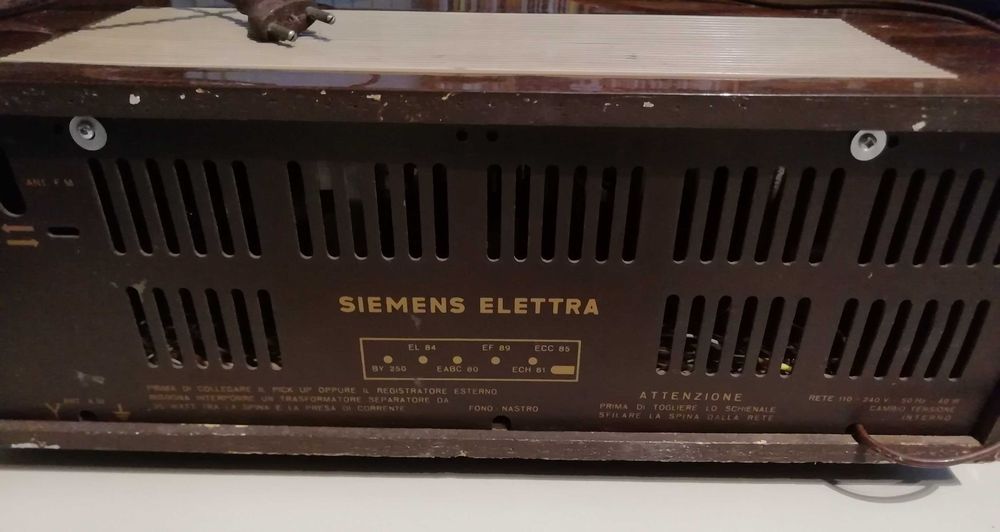 ANT. F M
SIEMENS ELETTRA
EL 84 EF 89 ECC 85
BY 250 EABC 80 ECH 81
PRIMA DI COLLEGARE IL PICK UP OPPURE IL REGISTRATORE ESTERNO
BISOGNA INTERPORRE UN TRASFORMATORE SEPARATORE DA
WATT TRA LA SPINA E LA PRESA DI CORRENTE
FONO NASTRO
ATTENZIONE
PRIMA DI TOGLIERE LO SCHIENALE
SFILARE LA SPINA DALLA RETE
RETE 110-240 V - 50 Hz - 40 W
CAMBIO TENSIONE
INTERNO